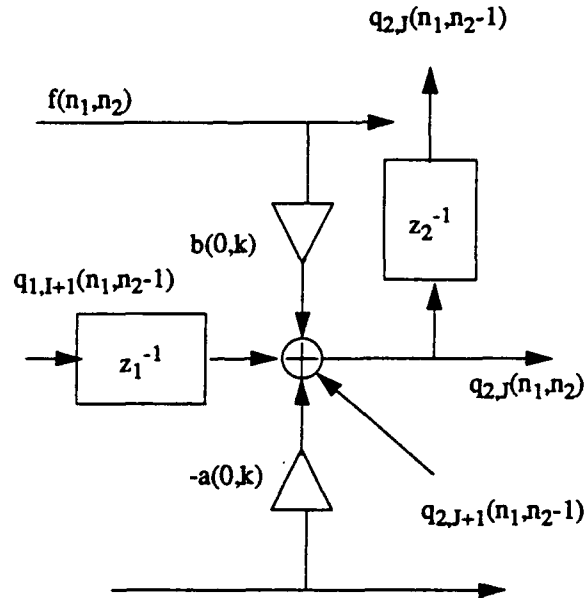 q2,J(n1,n2-1)
f(n1,n2)
z2-1
b(0,k)
q1,I+1(n1,n2-1)
z1-1
q2,J(n1,n2)
-a(0,k)
q2,J+1(n1,n2-1)